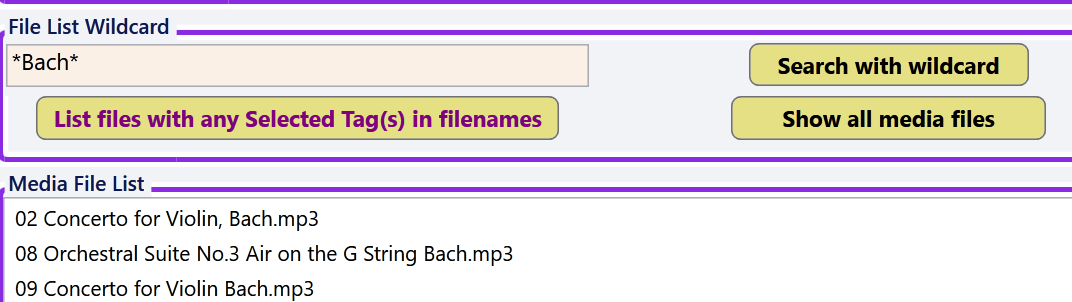 File List Wildcard
*Bach*
Search with wildcard
List files with any Selected Tag(s) in filenames
Show all media files
Media File List
02 Concerto for Violin, Bach.mp3
08 Orchestral Suite No.3 Air on the G String Bach.mp3
09 Concerto for Violin Bach.mp3